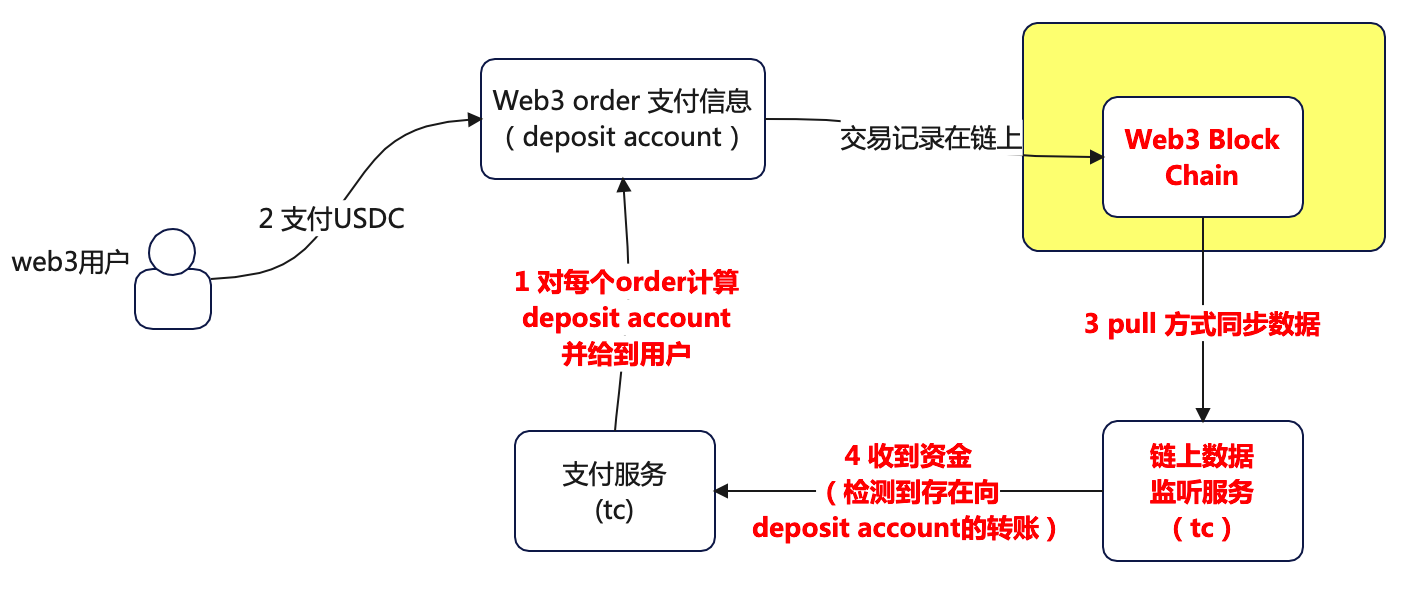 Web3 order 支付信息
（ deposit account ）
交易记录在链上
Web3 Block
Chain
2 支付USDC
web3用户
1 对每个order计算
deposit account
并给到用户
3 pull 方式同步数据
支付服务
(tc)
4 收到资金
（ 检测到存在向
deposit account的转账 ）
链上数据
监听服务
（ tc ）